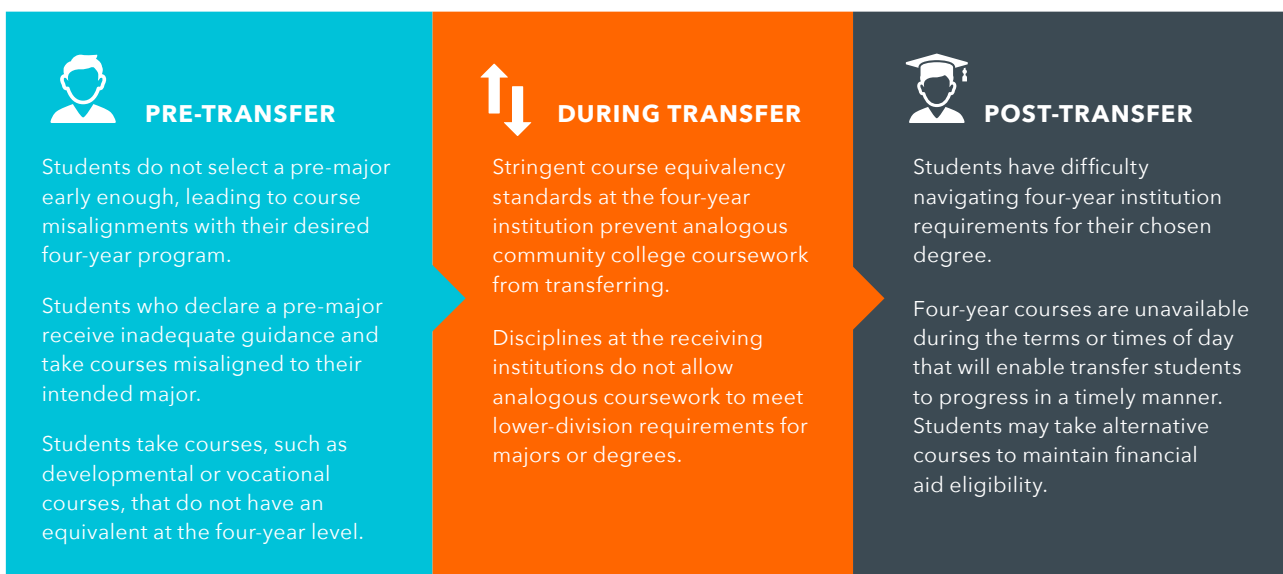 PRE-TRANSFER
Students do not select a pre-major
early enough, leading to course
misalignments with their desired
four-year program.
Students who declare a pre-major
receive inadequate guidance and
take courses misaligned to their
intended major.
Students take courses, such as
developmental or vocational
courses, that do not have an
equivalent at the four-year level.
DURING TRANSFER
Stringent course equivalency
standards at the four-year
institution prevent analogous
community college coursework
from transferring.
Disciplines at the receiving
institutions do not allow
analogous coursework to meet
lower-division requirements for
majors or degrees.
POST-TRANSFER
Students have difficulty
navigating four-year institution
requirements for their chosen
degree.
Four-year courses are unavailable
during the terms or times of day
that will enable transfer students
to progress in a timely manner.
Students may take alternative
courses to maintain financial
aid eligibility.